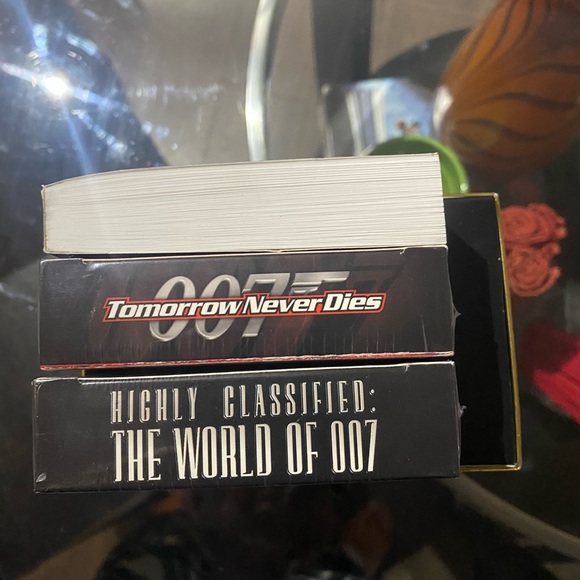 007
Tomorrow Never Dies
HIGHLY CLASSIFIED:
THE WORLD OF 007